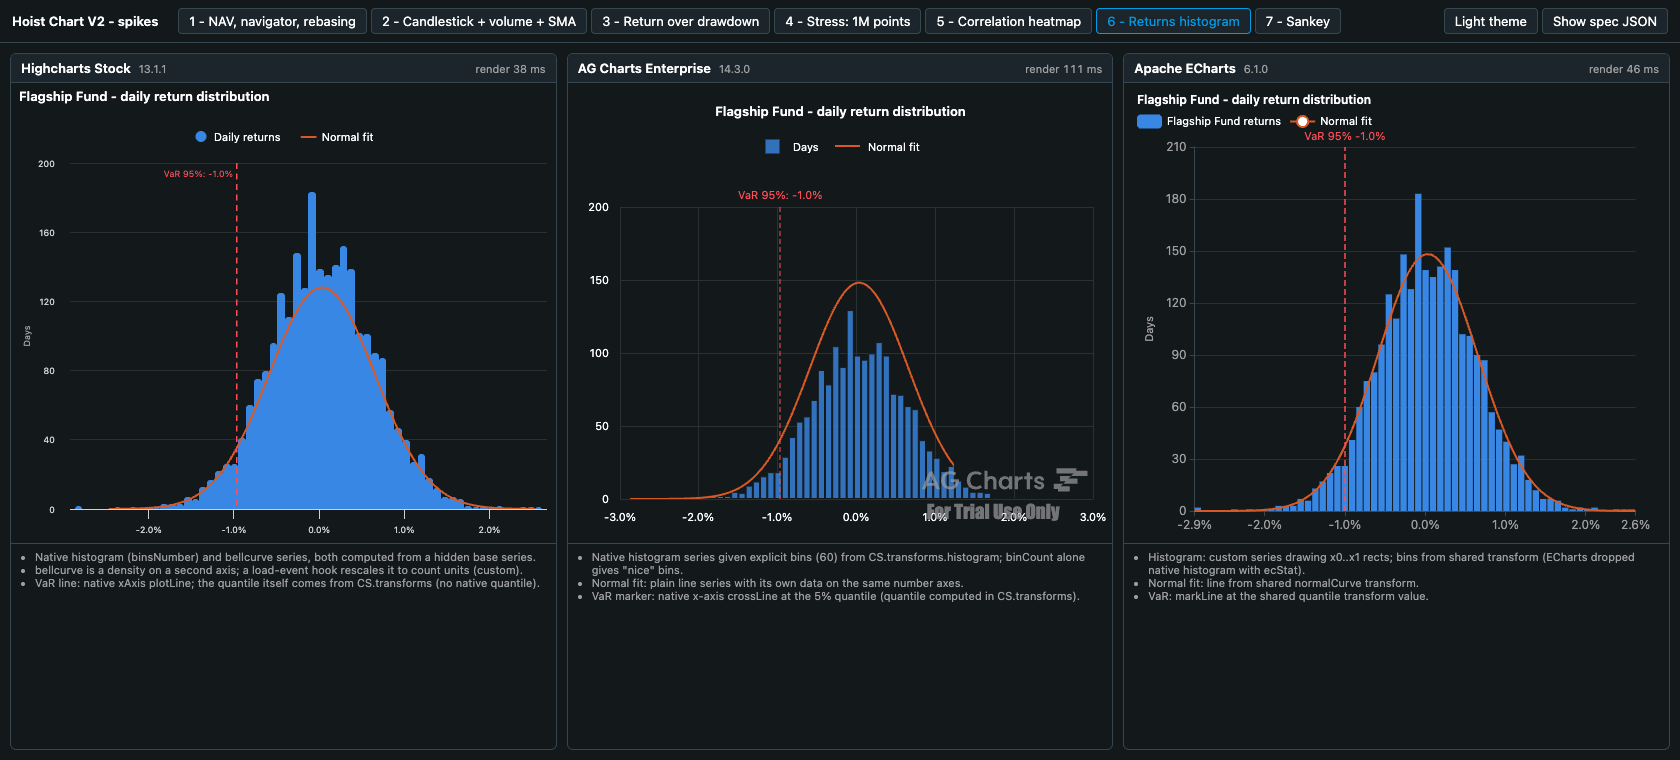 Hoist Chart V2 - spikes
1 - NAV, navigator, rebasing
2 - Candlestick + volume + SMA
3 - Return over drawdown
4 - Stress: 1M points
5 - Correlation heatmap
6 - Returns histogram
7 - Sankey
Light theme
Show spec JSON
Highcharts Stock 13.1.1
render 38 ms
Flagship Fund - daily return distribution
Daily returns
Normal fit
VaR 95%: -1.0%
200
160
120
80
40
0
Days
-2.0%
-1.0%
0.0%
1.0%
2.0%
Native histogram (binsNumber) and bellcurve series, both computed from a hidden base series.
bellcurve is a density on a second axis; a load-event hook rescales it to count units (custom).
VaR line: native xAxis plotLine; the quantile itself comes from CS.transforms (no native quantile).
AG Charts Enterprise 14.3.0
render 111 ms
Flagship Fund - daily return distribution
Days
Normal fit
VaR 95%: -1.0%
200
150
100
50
0
-3.0%
-2.0%
-1.0%
0.0%
1.0%
2.0%
3.0%
AG Charts
For Trial Use Only
Native histogram series given explicit bins (60) from CS.transforms.histogram; binCount alone
gives "nice" bins.
Normal fit: plain line series with its own data on the same number axes.
VaR marker: native x-axis crossLine at the 5% quantile (quantile computed in CS.transforms).
Apache ECharts 6.1.0
render 46 ms
Flagship Fund - daily return distribution
Flagship Fund returns
Normal fit
VaR 95% -1.0%
210
180
150
120
90
60
30
0
Days
-2.9%
-2.0%
-1.0%
0.0%
1.0%
2.0%
2.6%
Histogram: custom series drawing x0..x1 rects; bins from shared transform (ECharts dropped
native histogram with ecStat).
Normal fit: line from shared normalCurve transform.
VaR: markLine at the shared quantile transform value.